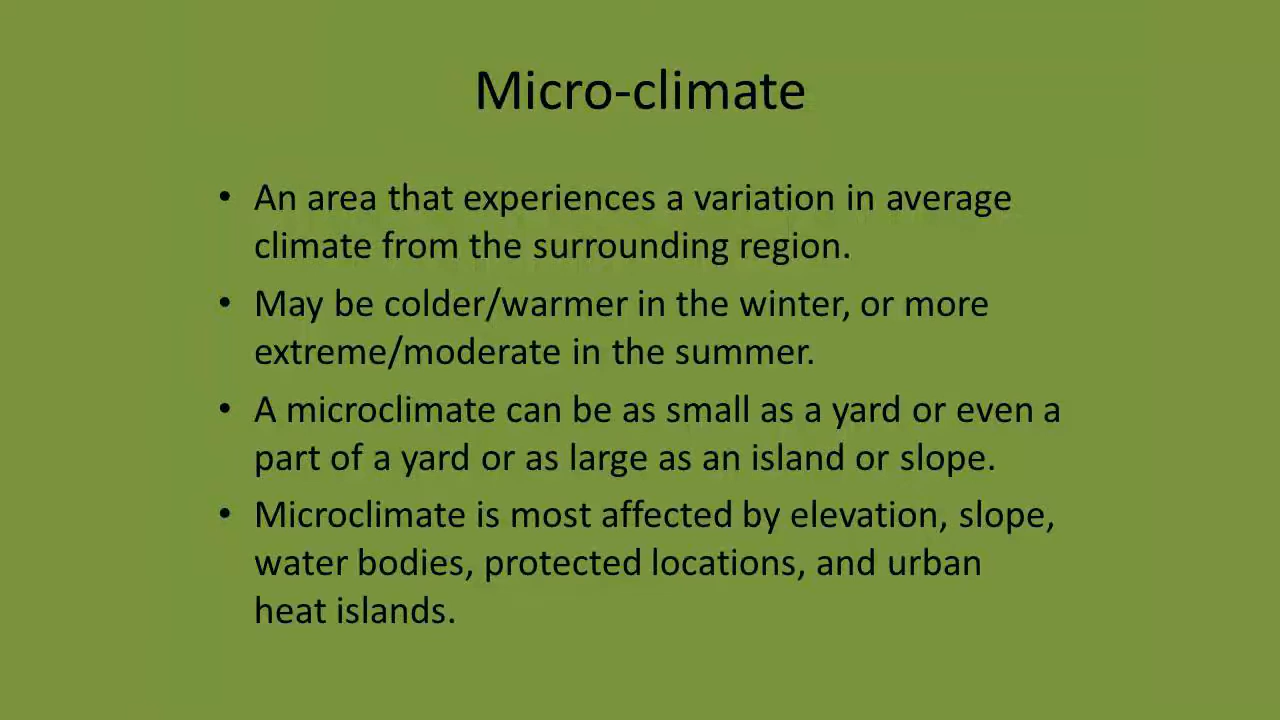 Micro-climate
• An area that experiences a variation in average
climate from the surrounding region.
• May be colder/warmer in the winter, or more
extreme/moderate in the summer.
• A microclimate can be as small as a yard or even a
part of a yard or as large as an island or slope.
• Microclimate is most affected by elevation, slope,
water bodies, protected locations, and urban
heat islands.